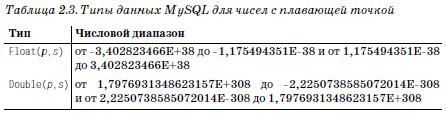 Таблица 2.3. Типы данных MySQL для чисел с плавающей точкой
Тип Числовой диапазон
Float(p,s) от -3,402823466E+38 до -1,175494351E-38 и от 1,175494351E-38
до 3,402823466E+38
Double(p,s) от 1,7976931348623157E+308 до -2,2250738585072014E-308
и от 2,2250738585072014E-308 до 1,7976931348623157E+308